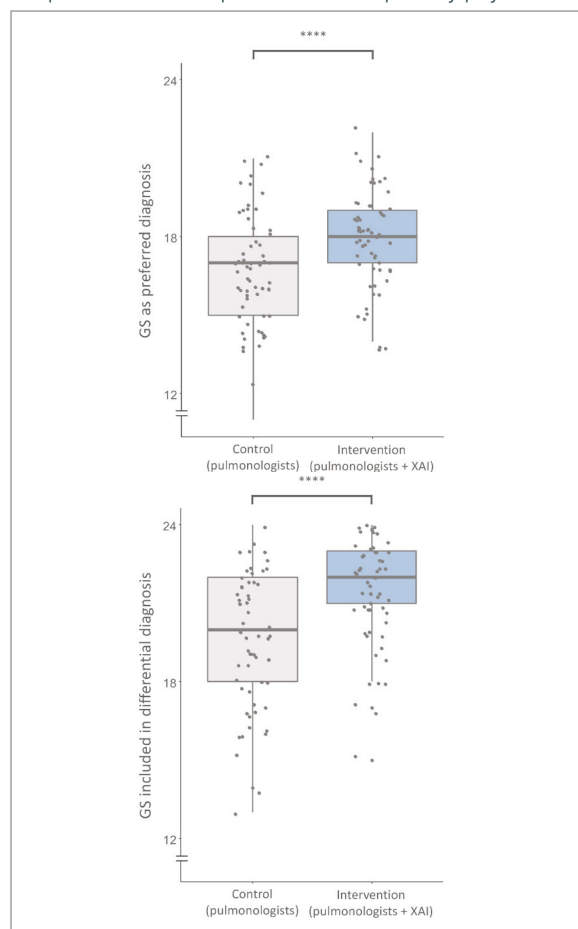 ****
24
18
12
GS as preferred diagnosis
Control
(pulmonologists)
Intervention
(pulmonologists + XAI)
****
24
18
12
GS included in differential diagnosis
Control
(pulmonologists)
Intervention
(pulmonologists + XAI)